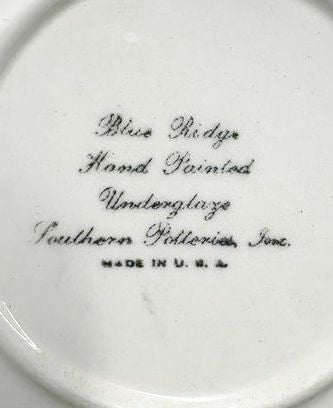 Blue Ridge
Hand Painted
Underglaze
Southern Potteries, Inc.
MADE IN U. S. A.